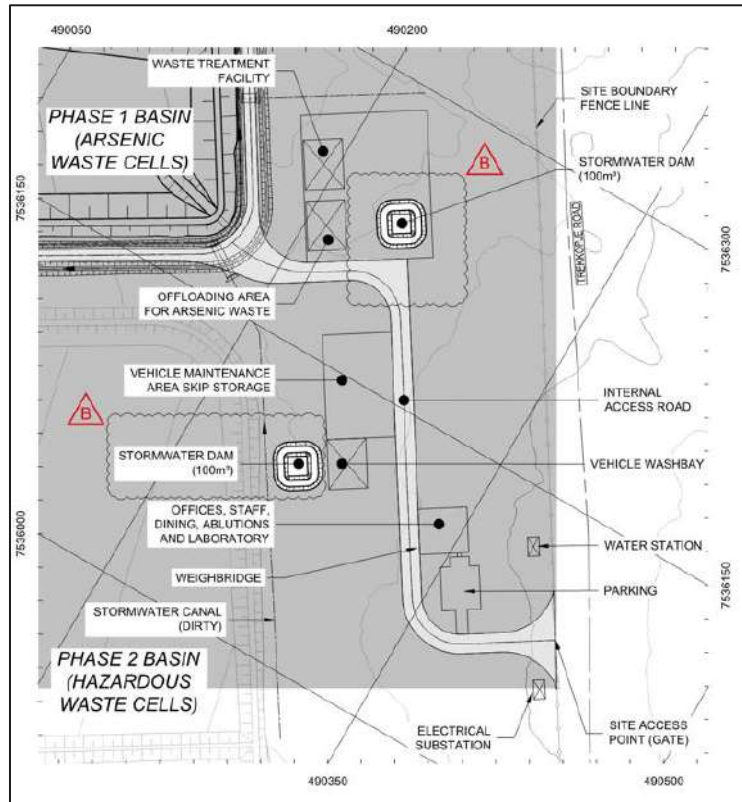 490050
490200
WASTE TREATMENT
FACILITY
SITE BOUNDARY
FENCE LINE
PHASE 1 BASIN
(ARSENIC
WASTE CELLS)
B
STORMWATER DAM
(100m³)
7536150
7536300
TREKKOPJE ROAD
OFFLOADING AREA
FOR ARSENIC WASTE
VEHICLE MAINTENANCE
AREA SKIP STORAGE
INTERNAL
ACCESS ROAD
B
STORMWATER DAM
(100m³)
VEHICLE WASHBAY
OFFICES, STAFF,
DINING, ABLUTIONS
AND LABORATORY
7536000
7536150
WATER STATION
WEIGHBRIDGE
PARKING
STORMWATER CANAL
(DIRTY)
PHASE 2 BASIN
(HAZARDOUS
WASTE CELLS)
ELECTRICAL
SUBSTATION
SITE ACCESS
POINT (GATE)
490350
490500